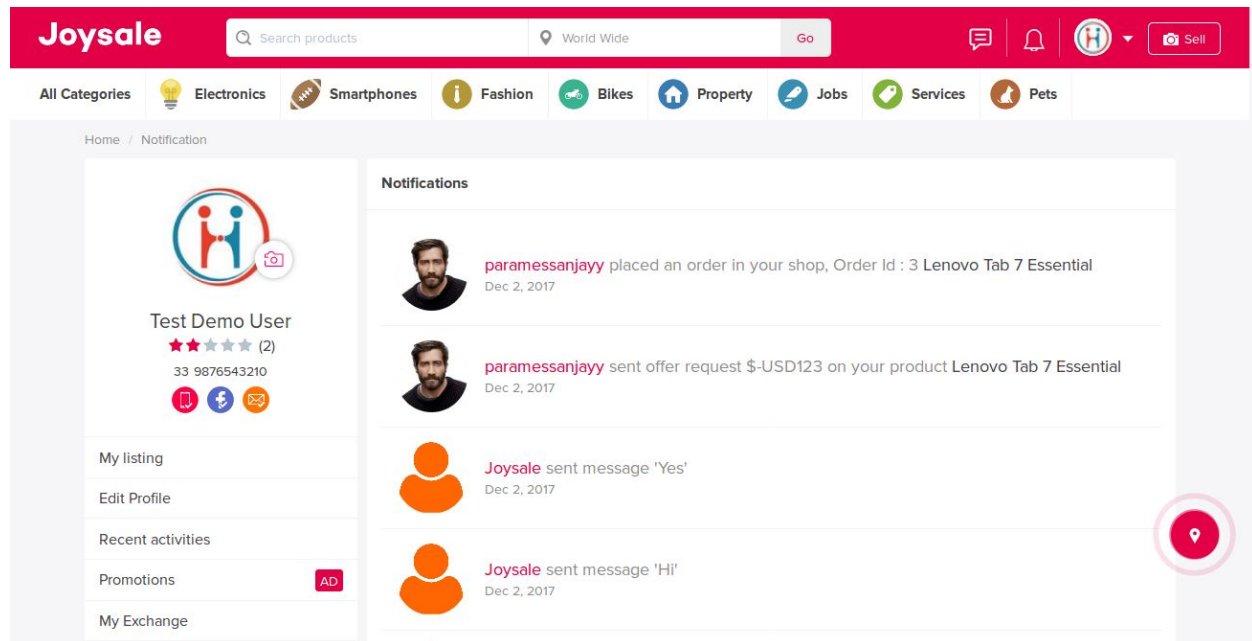 Joysale
Search products
World Wide
Go
Sell
All Categories
Electronics
Smartphones
Fashion
Bikes
Property
Jobs
Services
Pets
Home / Notification
Test Demo User
(2)
33 9876543210
My listing
Edit Profile
Recent activities
Promotions AD
My Exchange
Notifications
paramessanjayy placed an order in your shop, Order Id : 3 Lenovo Tab 7 Essential
Dec 2, 2017
paramessanjayy sent offer request $-USD123 on your product Lenovo Tab 7 Essential
Dec 2, 2017
Joysale sent message 'Yes'
Dec 2, 2017
Joysale sent message 'Hi'
Dec 2, 2017